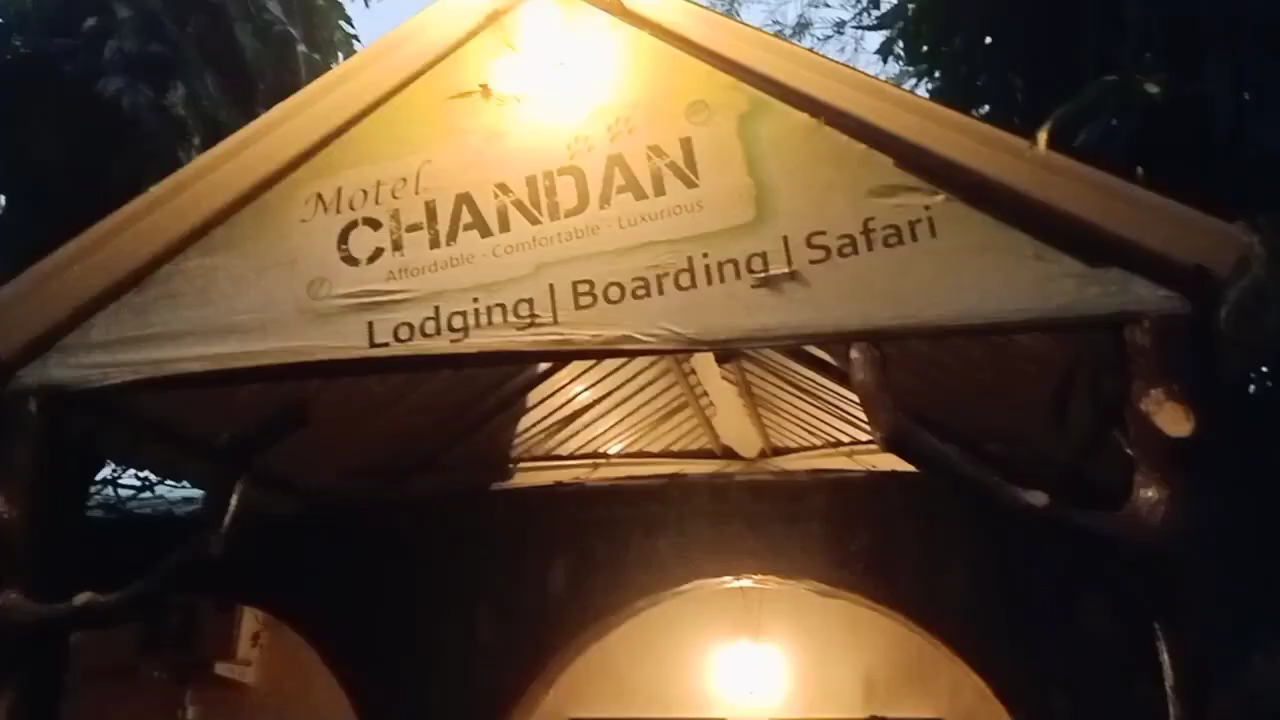 Motel
CHANDAN
Affordable - Comfortable - Luxurious
Lodging | Boarding | Safari